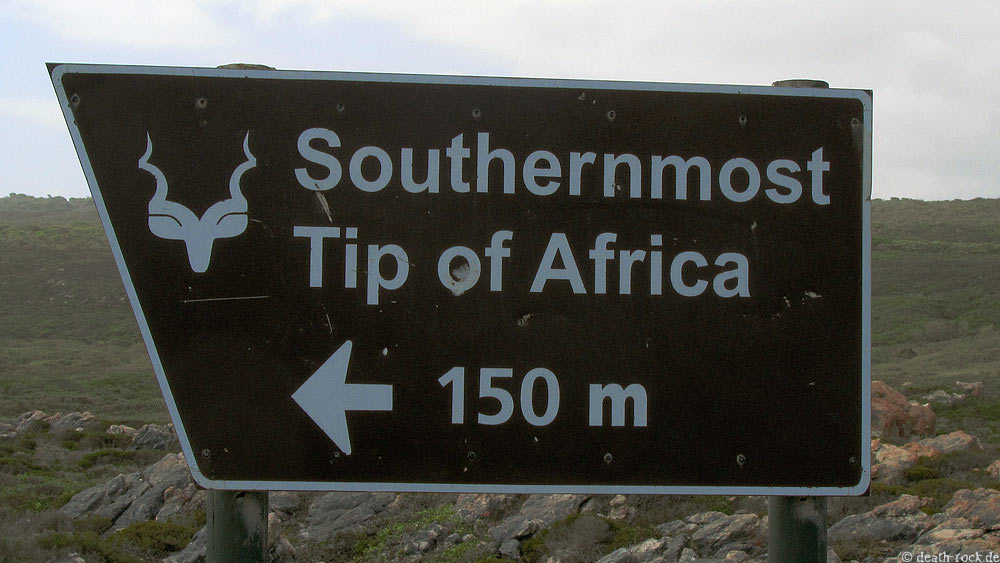 Southernmost
Tip of Africa
150 m
© death-rock.de